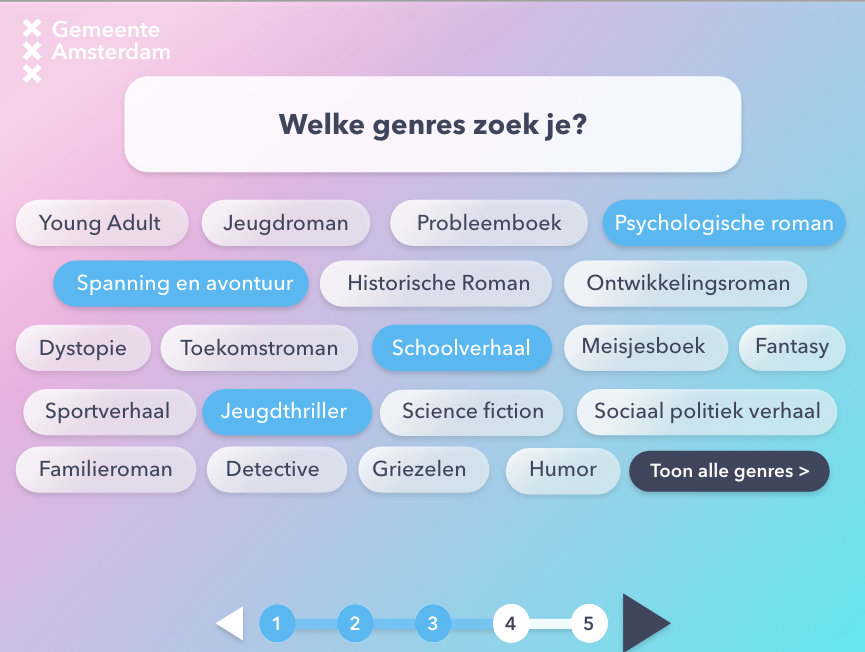 Gemeente
Amsterdam
Welke genres zoek je?
Young Adult Jeugdroman Probleemboek Psychologische roman
Spanning en avontuur Historische Roman Ontwikkelingsroman
Dystopie Toekomstroman Schoolverhaal Meisjesboek Fantasy
Sportverhaal Jeugdthriller Science fiction Sociaal politiek verhaal
Familieroman Detective Griezelen Humor Toon alle genres >
1 2 3 4 5